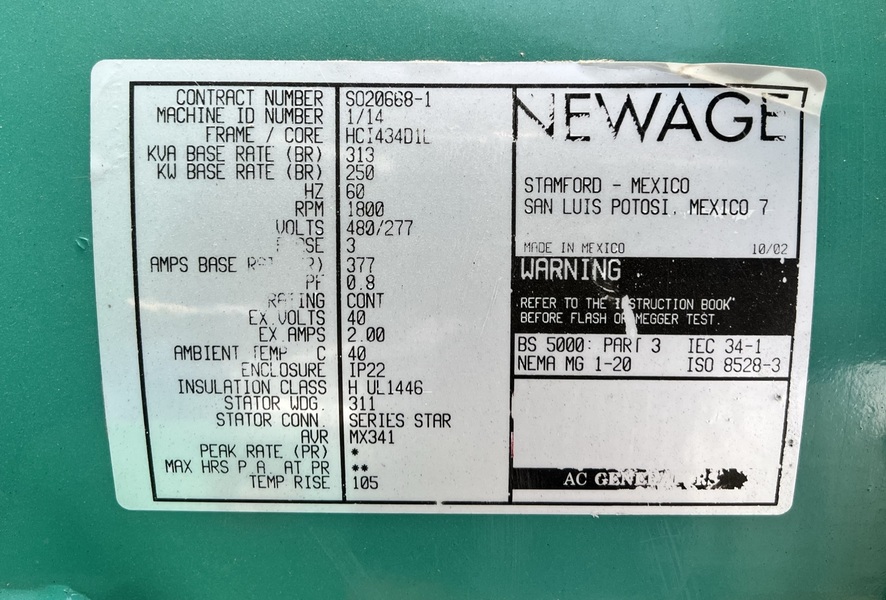 CONTRACT NUMBER S020668-1
MACHINE ID NUMBER 1/14
FRAME / CORE HCI434D1L
KVA BASE RATE (BR) 313
KW BASE RATE (BR) 250
HZ 60
RPM 1800
VOLTS 480/277
3
AMPS BASE 377
PF 0.8
RATING CONT
EX.VOLTS 40
EX.AMPS 2.00
AMBIENT TEMP C 40
ENCLOSURE IP22
INSULATION CLASS H UL1446
STATOR WDG. 311
STATOR CONN. SERIES STAR
AVR MX341
PEAK RATE (PR) *
MAX HRS P.A. AT PR **
TEMP RISE 105
NEWAGE
STAMFORD - MEXICO
SAN LUIS POTOSI, MEXICO 7
MADE IN MEXICO 10/02
WARNING
REFER TO THE INSTRUCTION BOOK
BEFORE FLASH OR MEGGER TEST.
BS 5000: PART 3 IEC 34-1
NEMA MG 1-20 ISO 8528-3
AC